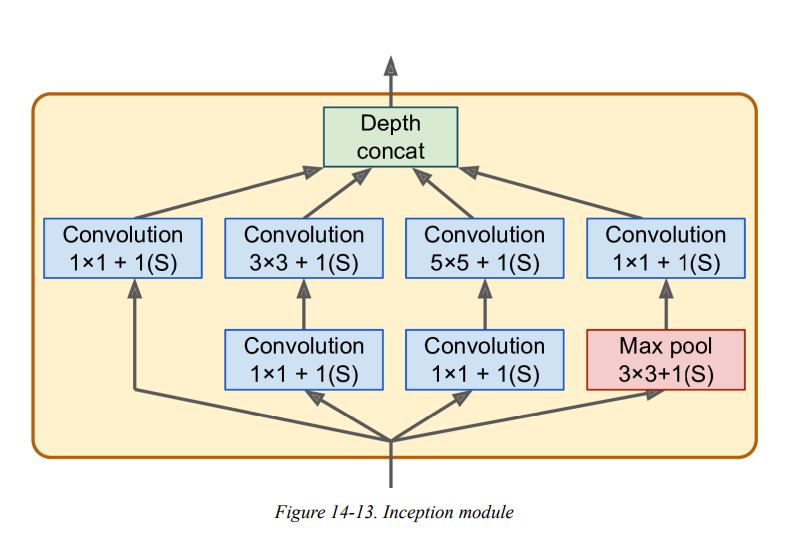 Depth
concat
Convolution
1×1 + 1(S)
Convolution
3×3 + 1(S)
Convolution
5×5 + 1(S)
Convolution
1×1 + 1(S)
Convolution
1×1 + 1(S)
Convolution
1×1 + 1(S)
Max pool
3×3+1(S)
Figure 14-13. Inception module